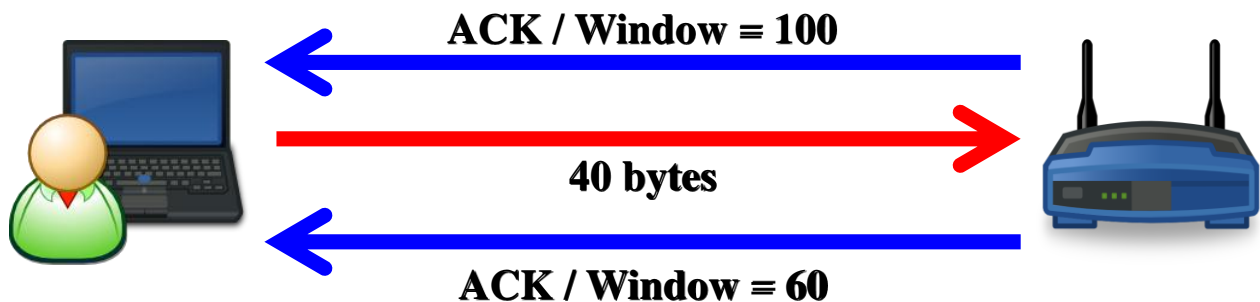 ACK / Window = 100
40 bytes
ACK / Window = 60